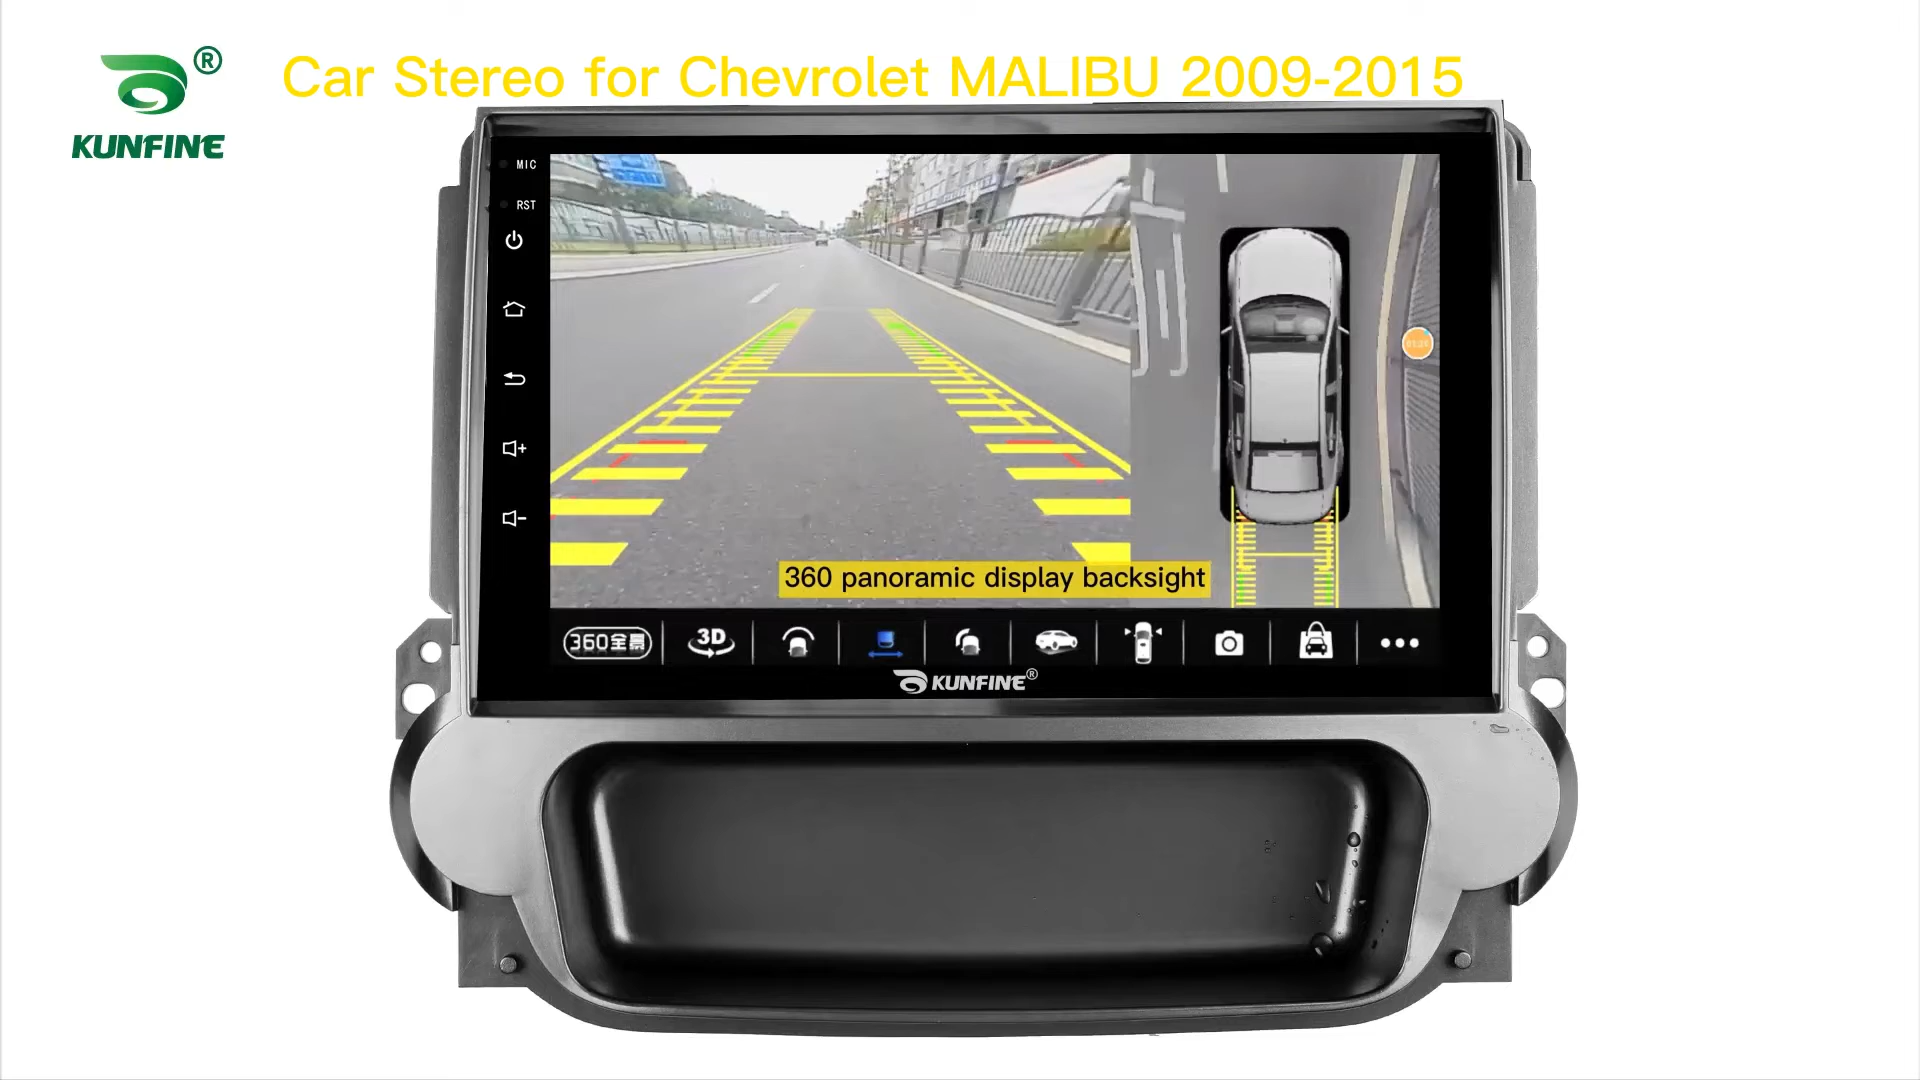 Car Stereo for Chevrolet MALIBU 2009-2015
®
KUNFINE
MIC
RST
360 panoramic display backsight
360全景
3D
KUNFINE®